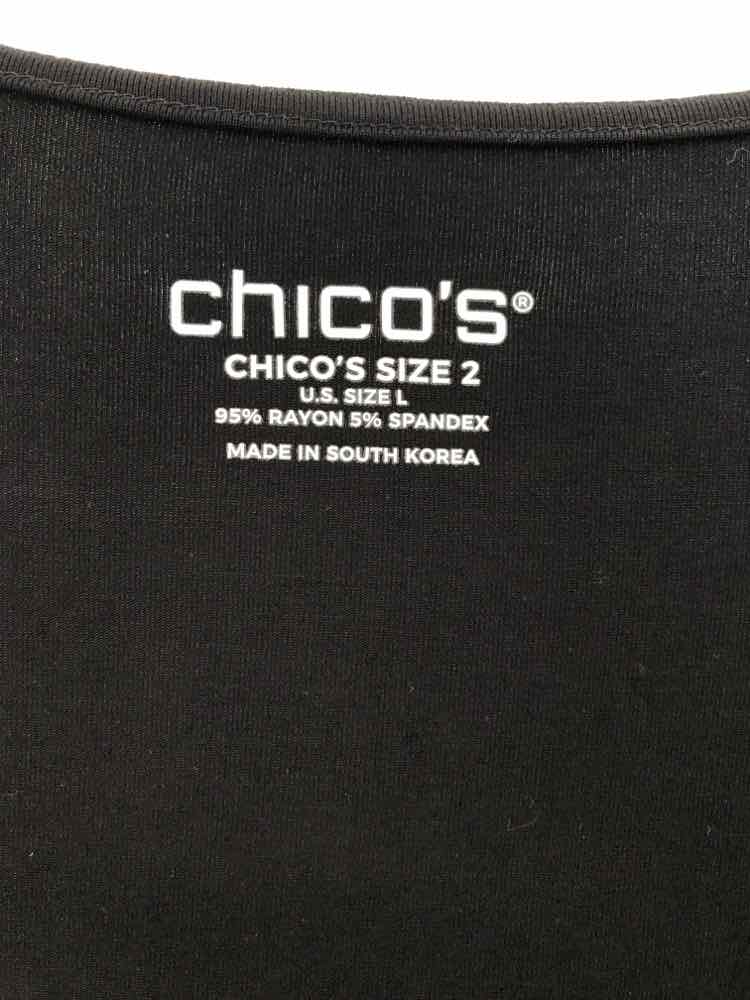 chico's®
CHICO'S SIZE 2
U.S. SIZE L
95% RAYON 5% SPANDEX
MADE IN SOUTH KOREA